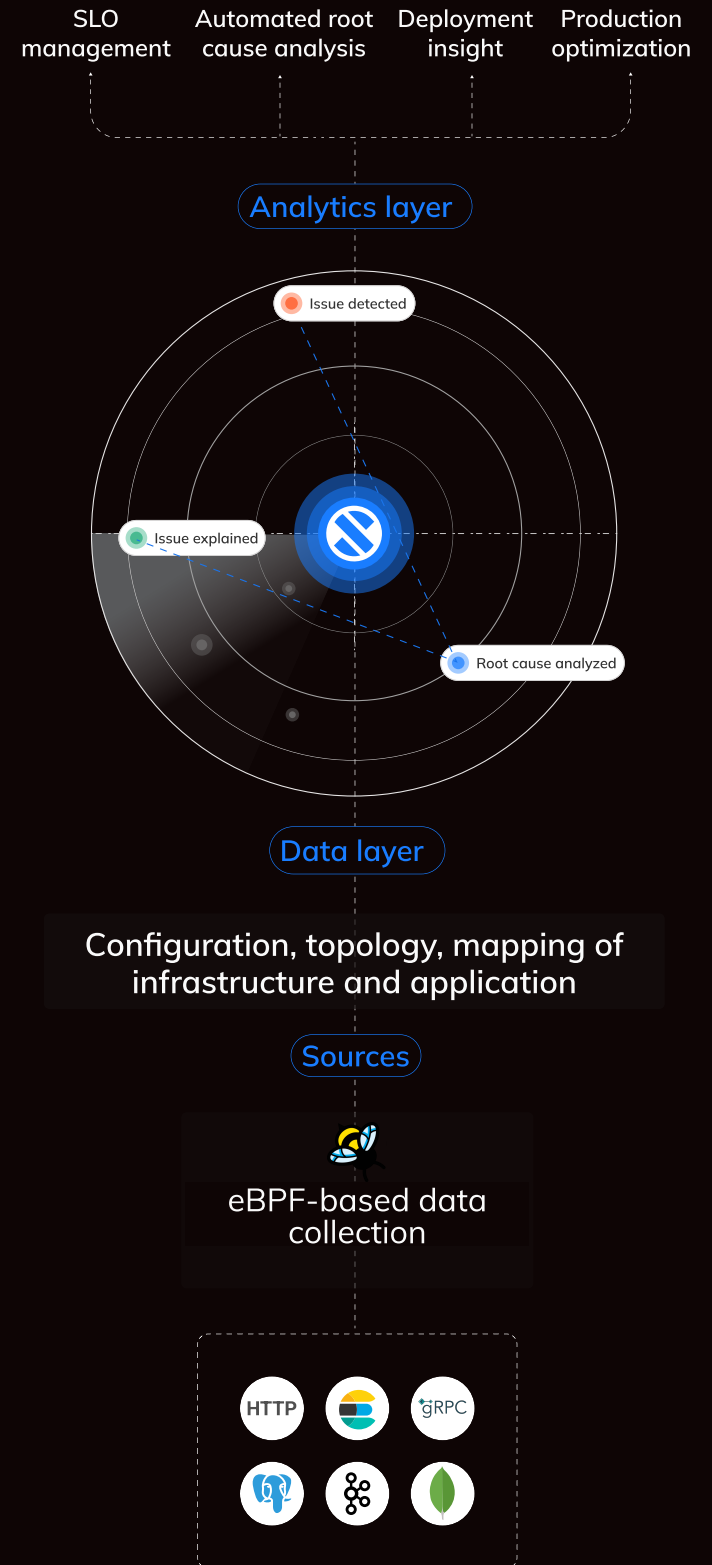 SLO
management
Automated root
cause analysis
Deployment
insight
Production
optimization
Analytics layer
Issue detected
Issue explained
Root cause analyzed
Data layer
Configuration, topology, mapping of
infrastructure and application
Sources
eBPF-based data
collection
HTTP
gRPC